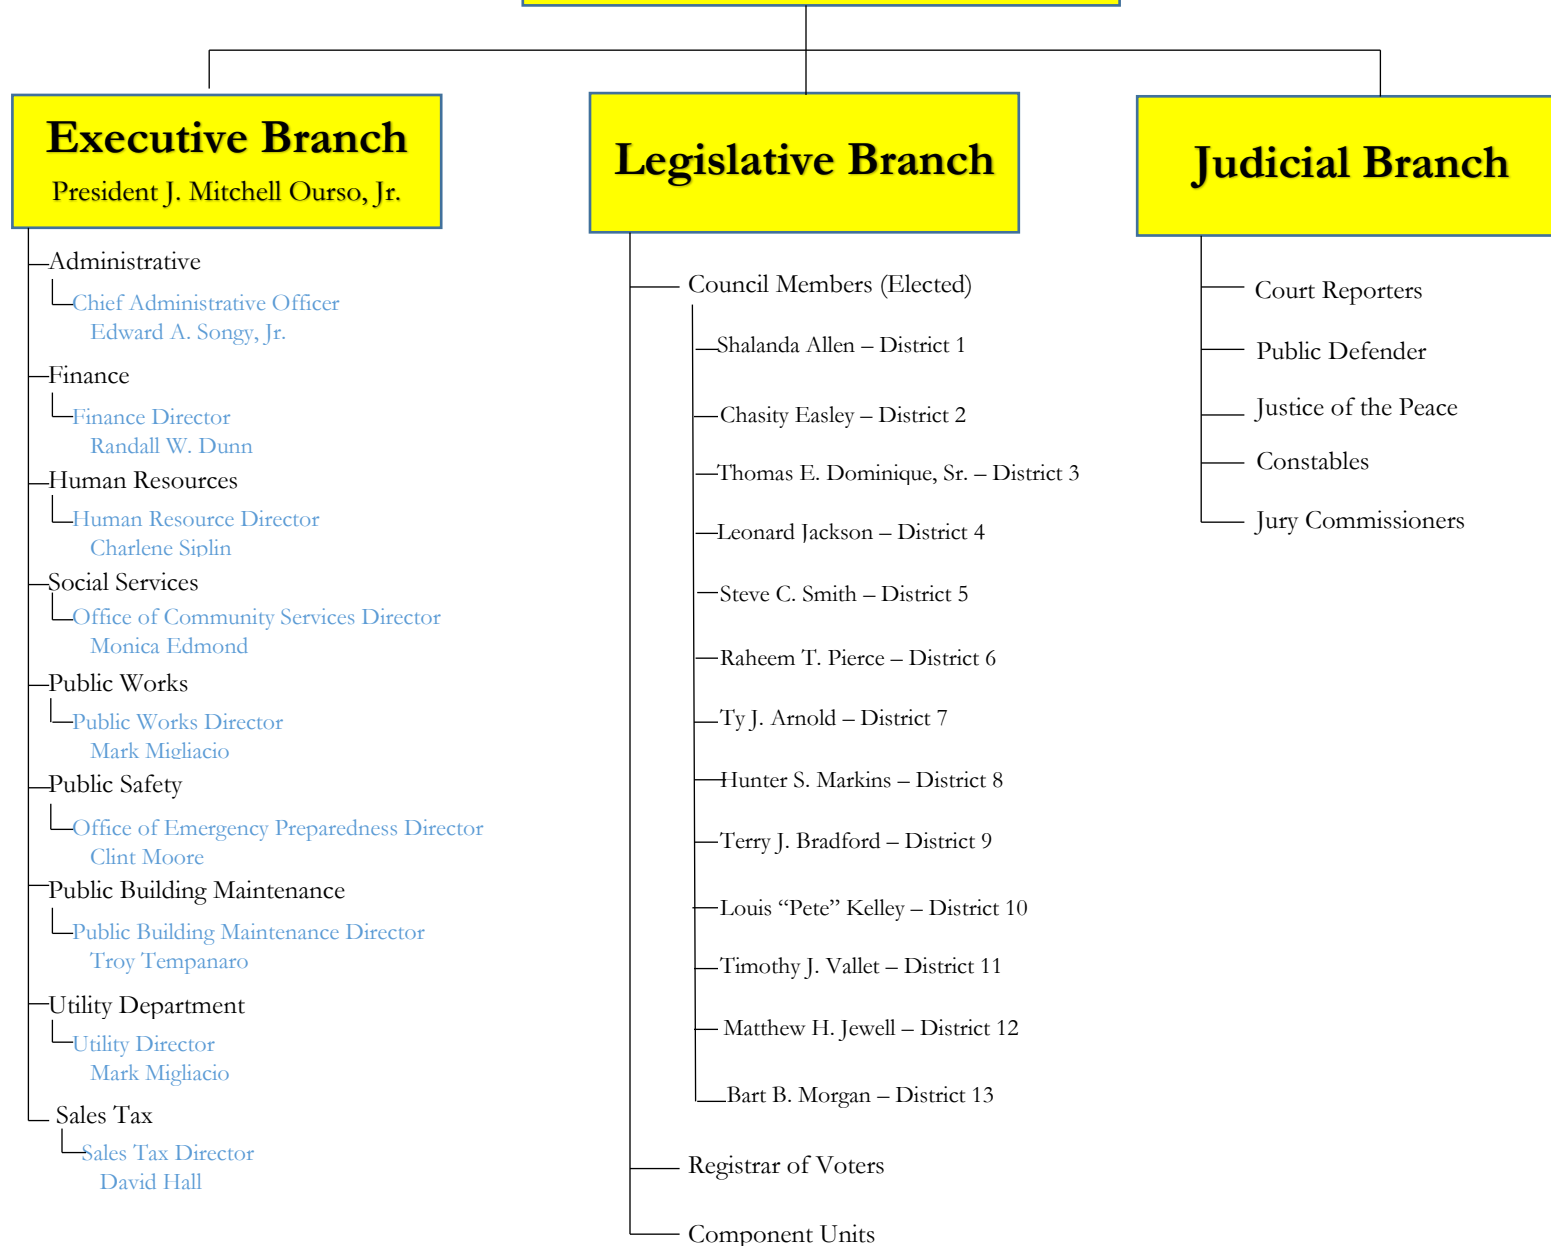 Executive Branch
President J. Mitchell Ourso, Jr.
Administrative
Chief Administrative Officer
Edward A. Songy, Jr.
Finance
Finance Director
Randall W. Dunn
Human Resources
Human Resource Director
Charlene Siplin
Social Services
Office of Community Services Director
Monica Edmond
Public Works
Public Works Director
Mark Migliacio
Public Safety
Office of Emergency Preparedness Director
Clint Moore
Public Building Maintenance
Public Building Maintenance Director
Troy Tempanaro
Utility Department
Utility Director
Mark Migliacio
Sales Tax
Sales Tax Director
David Hall
Legislative Branch
Council Members (Elected)
Shalanda Allen – District 1
Chasity Easley – District 2
Thomas E. Dominique, Sr. – District 3
Leonard Jackson – District 4
Steve C. Smith – District 5
Raheem T. Pierce – District 6
Ty J. Arnold – District 7
Hunter S. Markins – District 8
Terry J. Bradford – District 9
Louis “Pete” Kelley – District 10
Timothy J. Vallet – District 11
Matthew H. Jewell – District 12
Bart B. Morgan – District 13
Registrar of Voters
Component Units
Judicial Branch
Court Reporters
Public Defender
Justice of the Peace
Constables
Jury Commissioners